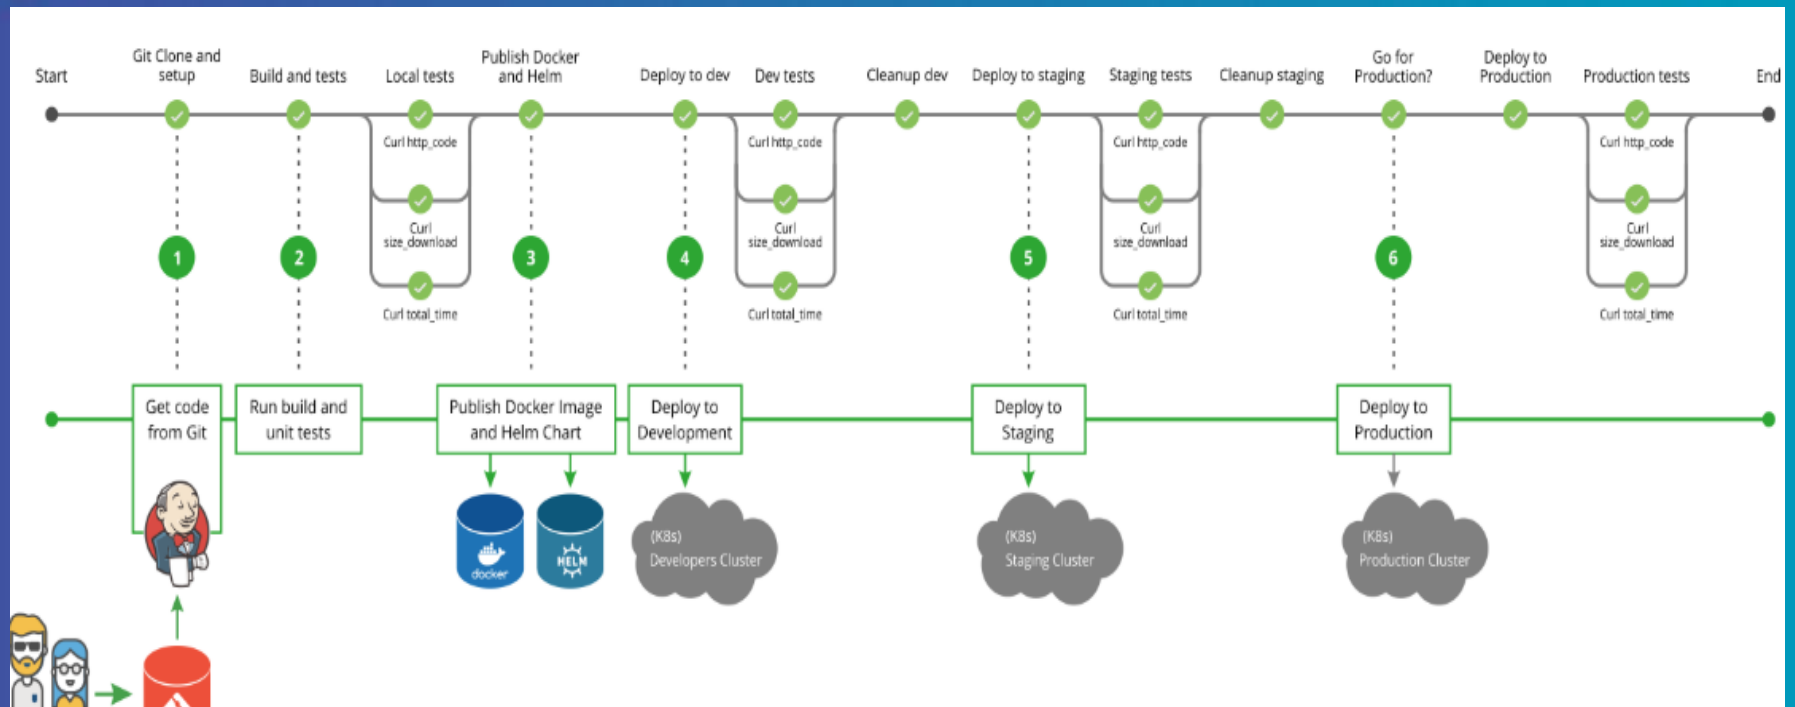 Start
Git Clone and
setup
Build and tests
Local tests
Publish Docker
and Helm
Deploy to dev
Dev tests
Cleanup dev
Deploy to staging
Staging tests
Cleanup staging
Go for
Production?
Deploy to
Production
Production tests
End
Curl http_code
Curl
size_download
Curl total_time
Curl http_code
Curl
size_download
Curl total_time
Curl http_code
Curl
size_download
Curl total_time
Curl http_code
Curl
size_download
Curl total_time
1
2
3
4
5
6
Get code
from Git
Run build and
unit tests
Publish Docker Image
and Helm Chart
Deploy to
Development
Deploy to
Staging
Deploy to
Production
docker
HELM
(K8s)
Developers Cluster
(K8s)
Staging Cluster
(K8s)
Production Cluster